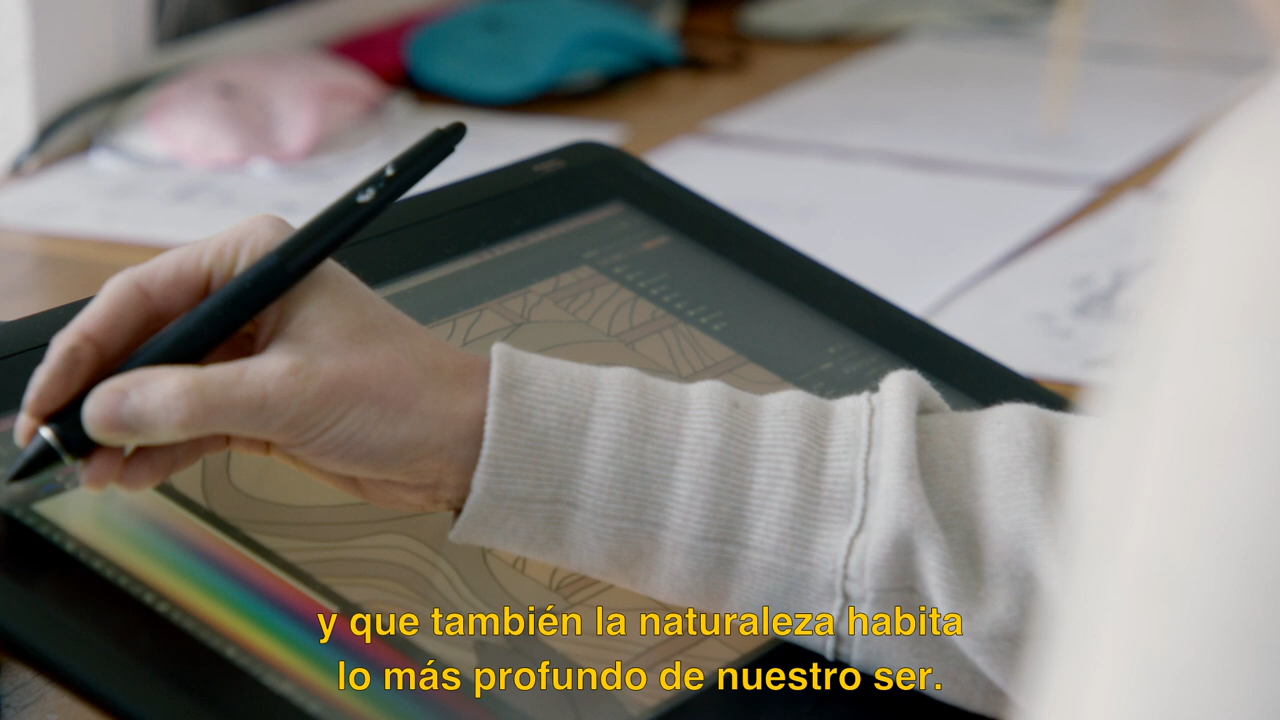 y que también la naturaleza habita
lo más profundo de nuestro ser.